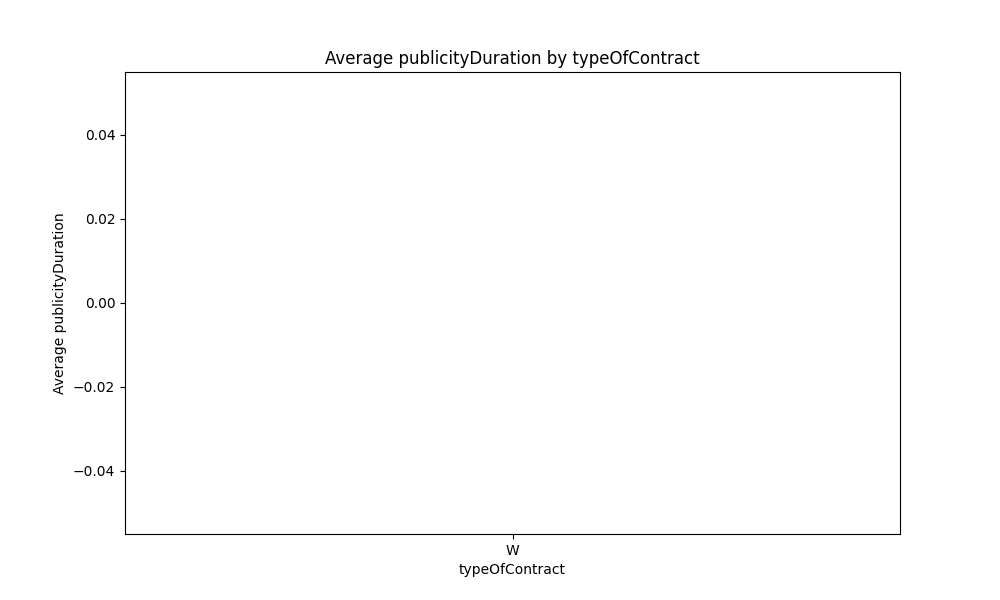 Average publicityDuration by typeOfContract
Average publicityDuration
0.04
0.02
0.00
−0.02
−0.04
W
typeOfContract